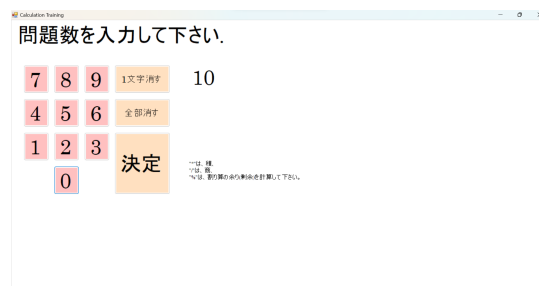 Calculation Training
問題数を入力して下さい.
7 8 9 1文字消す 10
4 5 6 全部消す
1 2 3 決定
0
"*"は、積,
"/"は、商,
"%"は、割り算の余り(剰余)を計算して下さい。